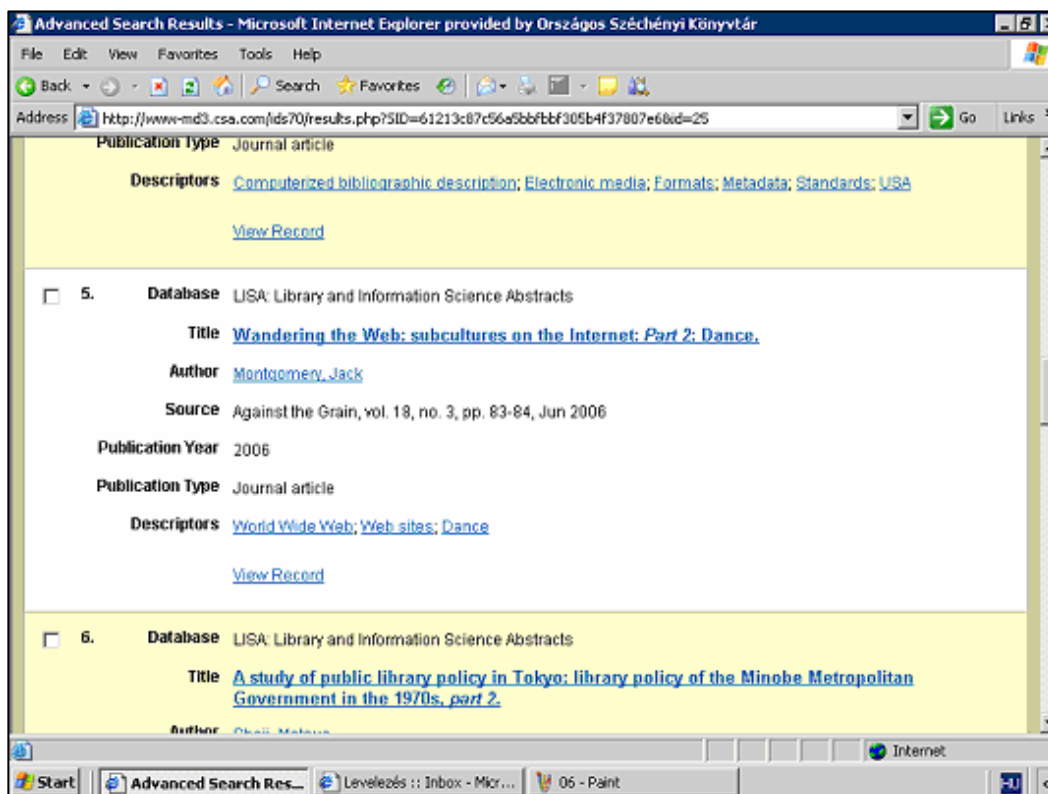 Advanced Search Results - Microsoft Internet Explorer provided by Országos Széchényi Könyvtár
File Edit View Favorites Tools Help
Back Search Favorites
Address http://www-md3.csa.com/ids70/results.php?SID=61213c87c56a5bbfbbf305b4f37807e6&id=25 Go Links
Publication Type Journal article
Descriptors Computerized bibliographic description; Electronic media; Formats; Metadata; Standards; USA
View Record
5. Database LISA: Library and Information Science Abstracts
Title Wandering the Web: subcultures on the Internet: Part 2: Dance.
Author Montgomery, Jack
Source Against the Grain, vol. 18, no. 3, pp. 83-84, Jun 2006
Publication Year 2006
Publication Type Journal article
Descriptors World Wide Web; Web sites; Dance
View Record
6. Database LISA: Library and Information Science Abstracts
Title A study of public library policy in Tokyo: library policy of the Minobe Metropolitan
Government in the 1970s, part 2.
Author
Internet
Start Advanced Search Res... Levelezés :: Inbox - Micr... 06 - Paint HU